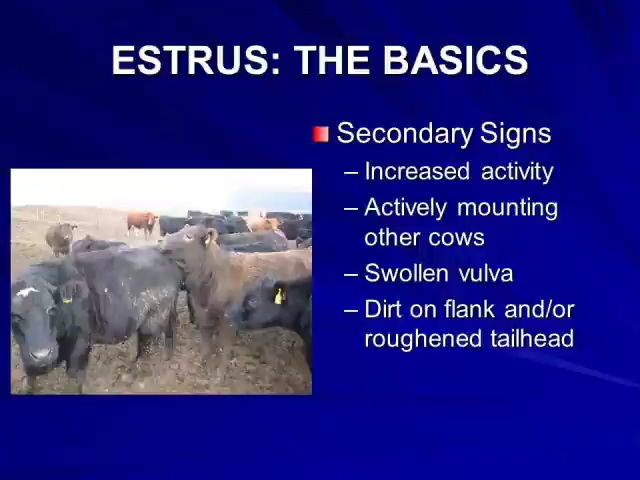 ESTRUS: THE BASICS
Secondary Signs
– Increased activity
– Actively mounting
other cows
– Swollen vulva
– Dirt on flank and/or
roughened tailhead